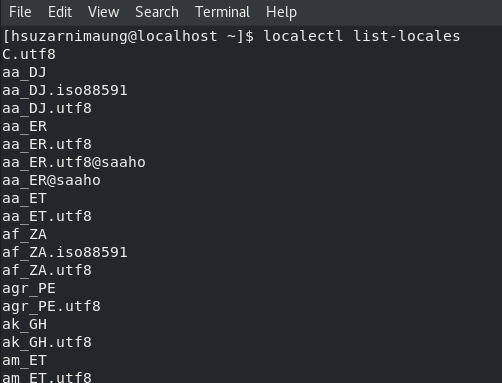 File Edit View Search Terminal Help
[hsuzarnimaung@localhost ~]$ localectl list-locales
C.utf8
aa_DJ
aa_DJ.iso88591
aa_DJ.utf8
aa_ER
aa_ER.utf8
aa_ER.utf8@saaho
aa_ER@saaho
aa_ET
aa_ET.utf8
af_ZA
af_ZA.iso88591
af_ZA.utf8
agr_PE
agr_PE.utf8
ak_GH
ak_GH.utf8
am_ET
am_ET.utf8